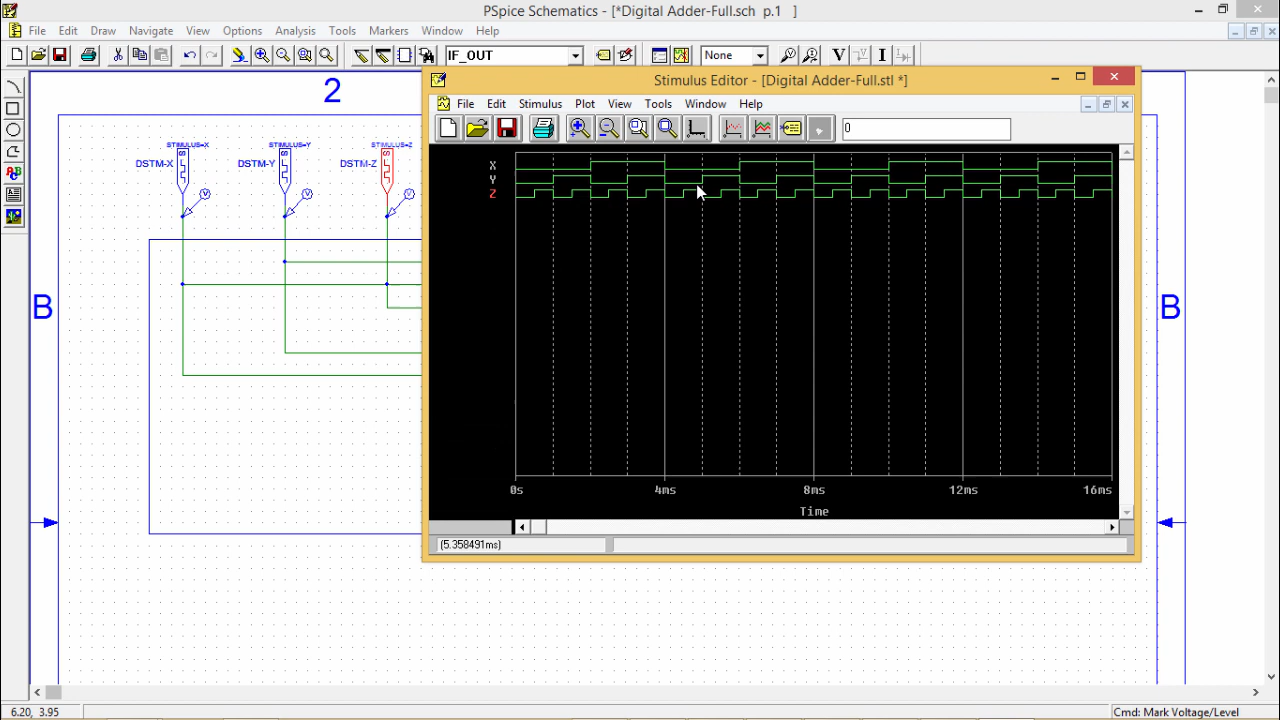 PSpice Schematics - [*Digital Adder-Full.sch p.1 ]
File Edit Draw Navigate View Options Analysis Tools Markers Window Help
IF_OUT None V I
2
Stimulus Editor - [Digital Adder-Full.stl *]
File Edit Stimulus Plot View Tools Window Help
0
STIMULUS=X STIMULUS=Y STIMULUS=Z
DSTM-X S V DSTM-Y S V DSTM-Z S V
X
Y
Z
B B
0s 4ms 8ms 12ms 16ms
Time
(5.358491ms)
6.20, 3.95 Cmd: Mark Voltage/Level